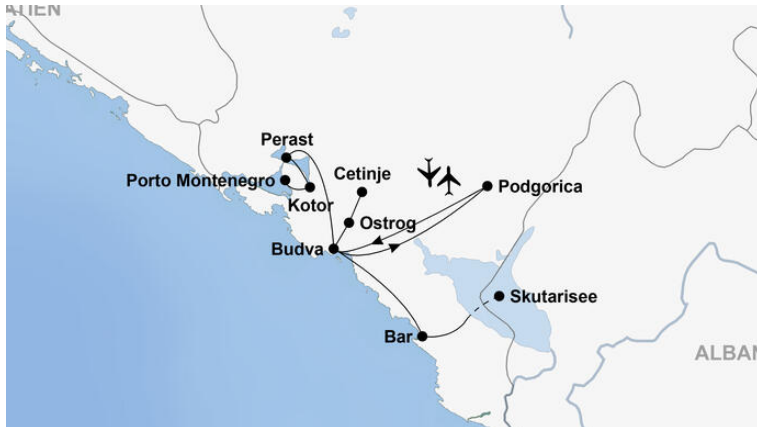 ATIEN
Perast
Cetinje
Porto Montenegro
Podgorica
Kotor
Ostrog
Budva
Skutarisee
Bar
ALBAN